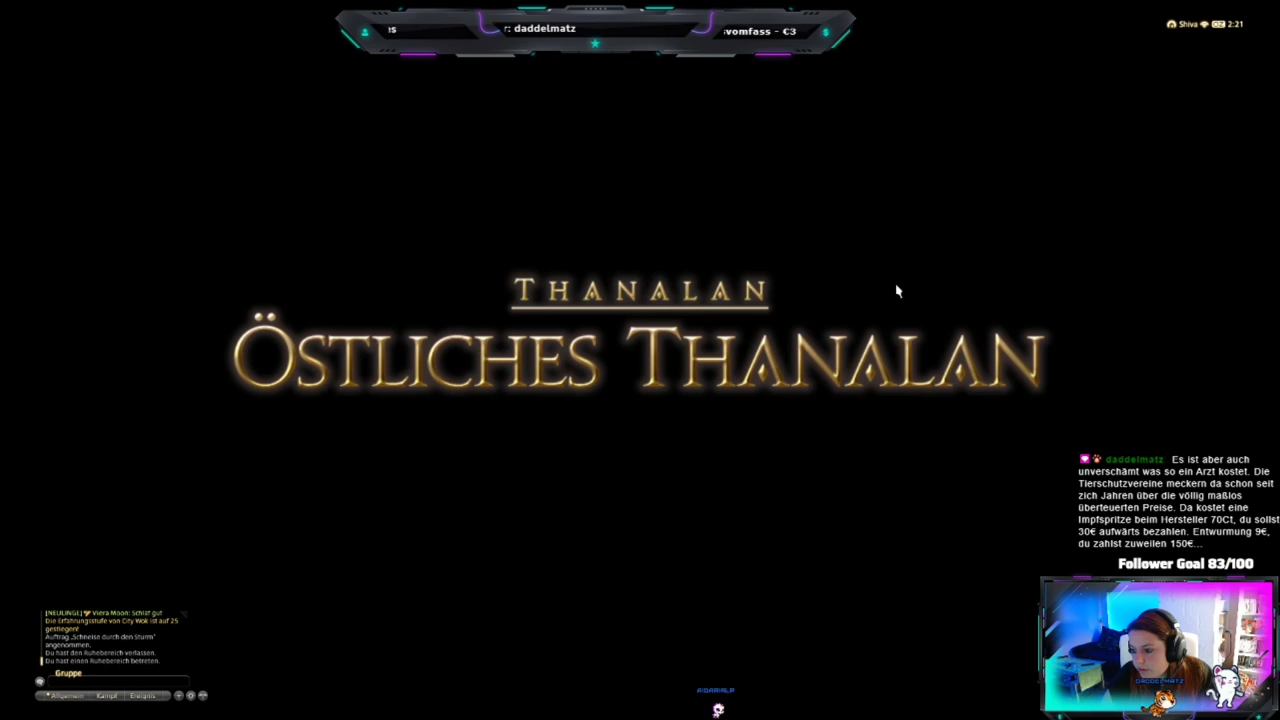 s
r: daddelmatz
vomfass - €3
Shiva OZ 2:21
THANALAN
ÖSTLICHES THANALAN
daddelmatz Es ist aber auch
unverschämt was so ein Arzt kostet. Die
Tierschutzvereine meckern da schon seit
zich Jahren über die völlig maßlos
überteuerten Preise. Da kostet eine
Impfspritze beim Hersteller 70Ct, du sollst
30€ aufwärts bezahlen. Entwurmung 9€,
du zahlst zuweilen 150€...
Follower Goal 83/100
[NEULINGE] Viera Moon: Schlaf gut
Die Erfahrungsstufe von City Wok ist auf 25
gestiegen!
Auftrag „Schneise durch den Sturm“
angenommen.
Du hast den Ruhebereich verlassen.
Du hast einen Ruhebereich betreten.
Gruppe
Allgemein Kampf Ereignis
DADDELMATZ